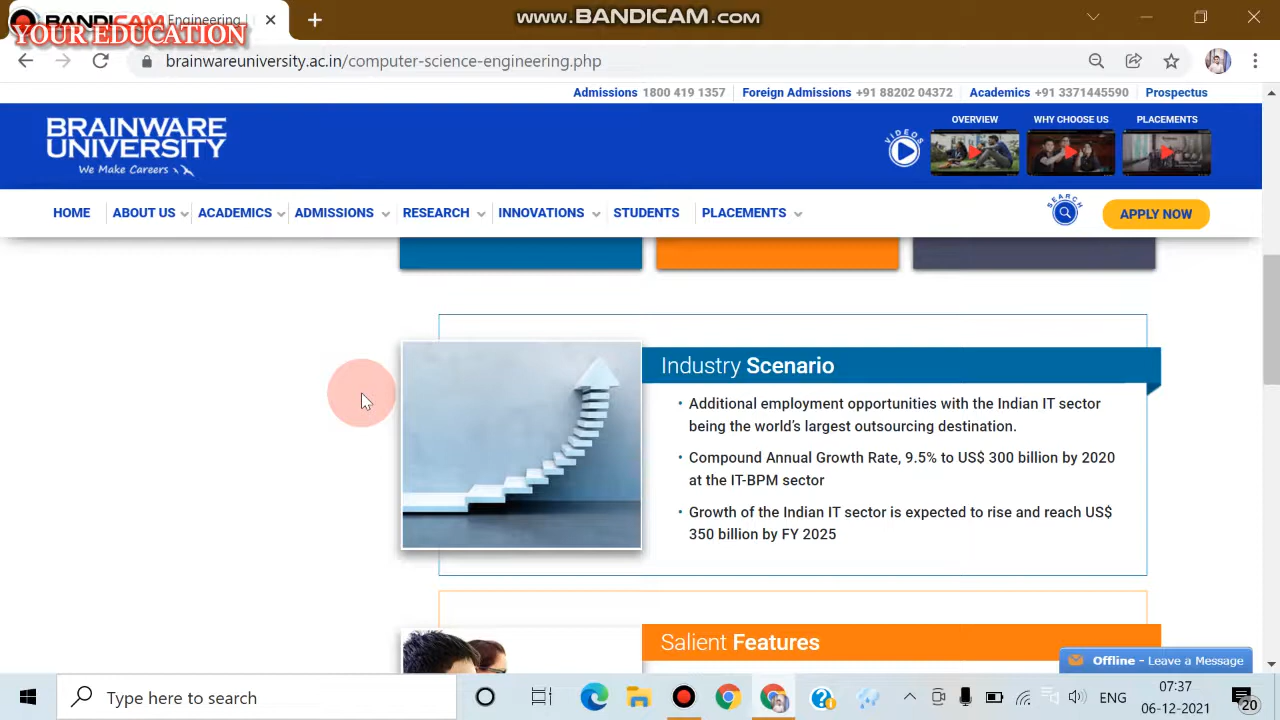 BANDICAM
Engineering
www.BANDICAM.com
YOUR EDUCATION
brainwareuniversity.ac.in/computer-science-engineering.php
Admissions 1800 419 1357
Foreign Admissions +91 88202 04372
Academics +91 3371445590
Prospectus
BRAINWARE
UNIVERSITY
We Make Careers
VIDEOS
OVERVIEW
WHY CHOOSE US
PLACEMENTS
HOME
ABOUT US
ACADEMICS
ADMISSIONS
RESEARCH
INNOVATIONS
STUDENTS
PLACEMENTS
SEARCH
APPLY NOW
Industry Scenario
• Additional employment opportunities with the Indian IT sector
being the world's largest outsourcing destination.
• Compound Annual Growth Rate, 9.5% to US$ 300 billion by 2020
at the IT-BPM sector
• Growth of the Indian IT sector is expected to rise and reach US$
350 billion by FY 2025
Salient Features
Offline - Leave a Message
Type here to search
ENG
07:37
06-12-2021
20